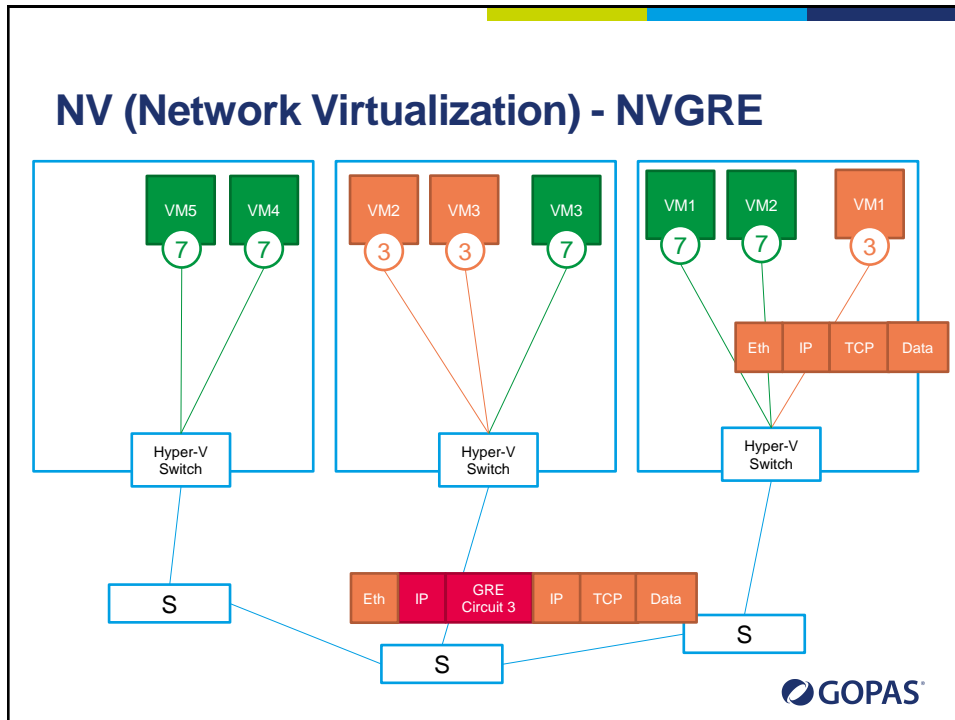 NV (Network Virtualization) - NVGRE
VM5
VM4
7
7
VM2
VM3
VM3
3
3
7
VM1
VM2
VM1
7
7
3
Eth
IP
TCP
Data
Hyper-V
Switch
Hyper-V
Switch
Hyper-V
Switch
Eth
IP
GRE
Circuit 3
IP
TCP
Data
S
S
S
GOPAS®